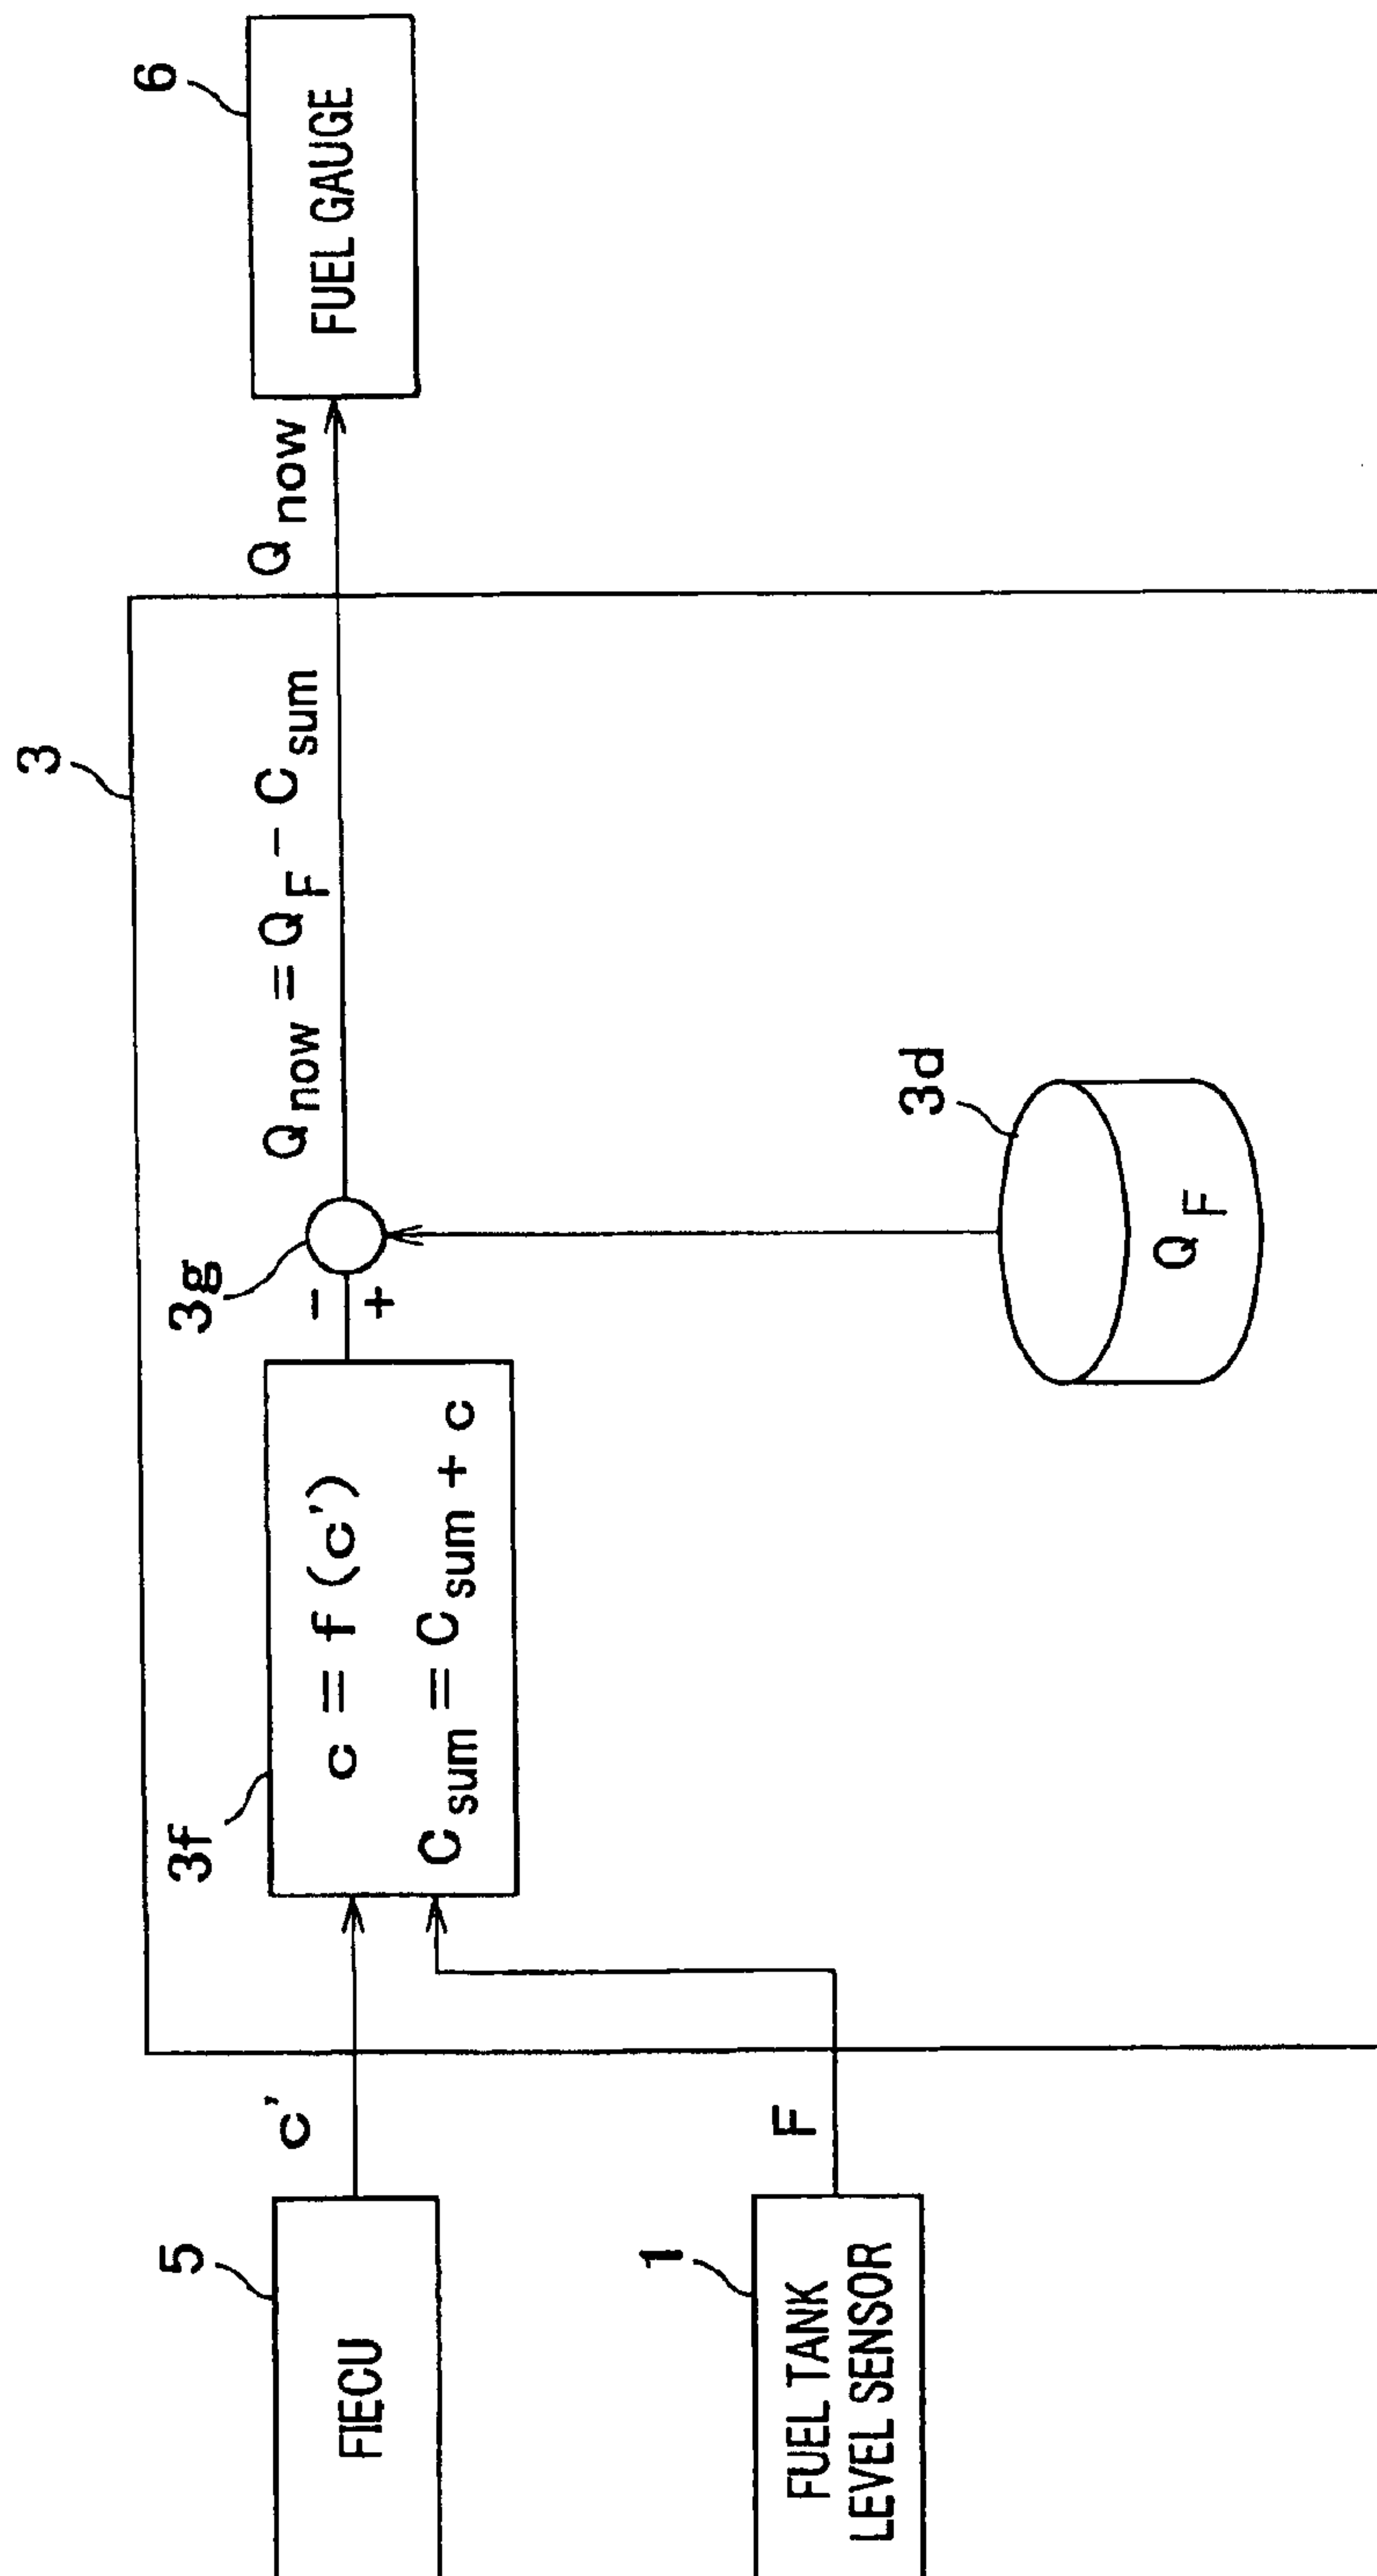 3
5
FIECU
c'
3f
c = f (c')
C sum = C sum + c
3g
−
+
Q now = Q F − C sum
Q now
6
FUEL GAUGE
1
FUEL TANK
LEVEL SENSOR
F
3d
Q F